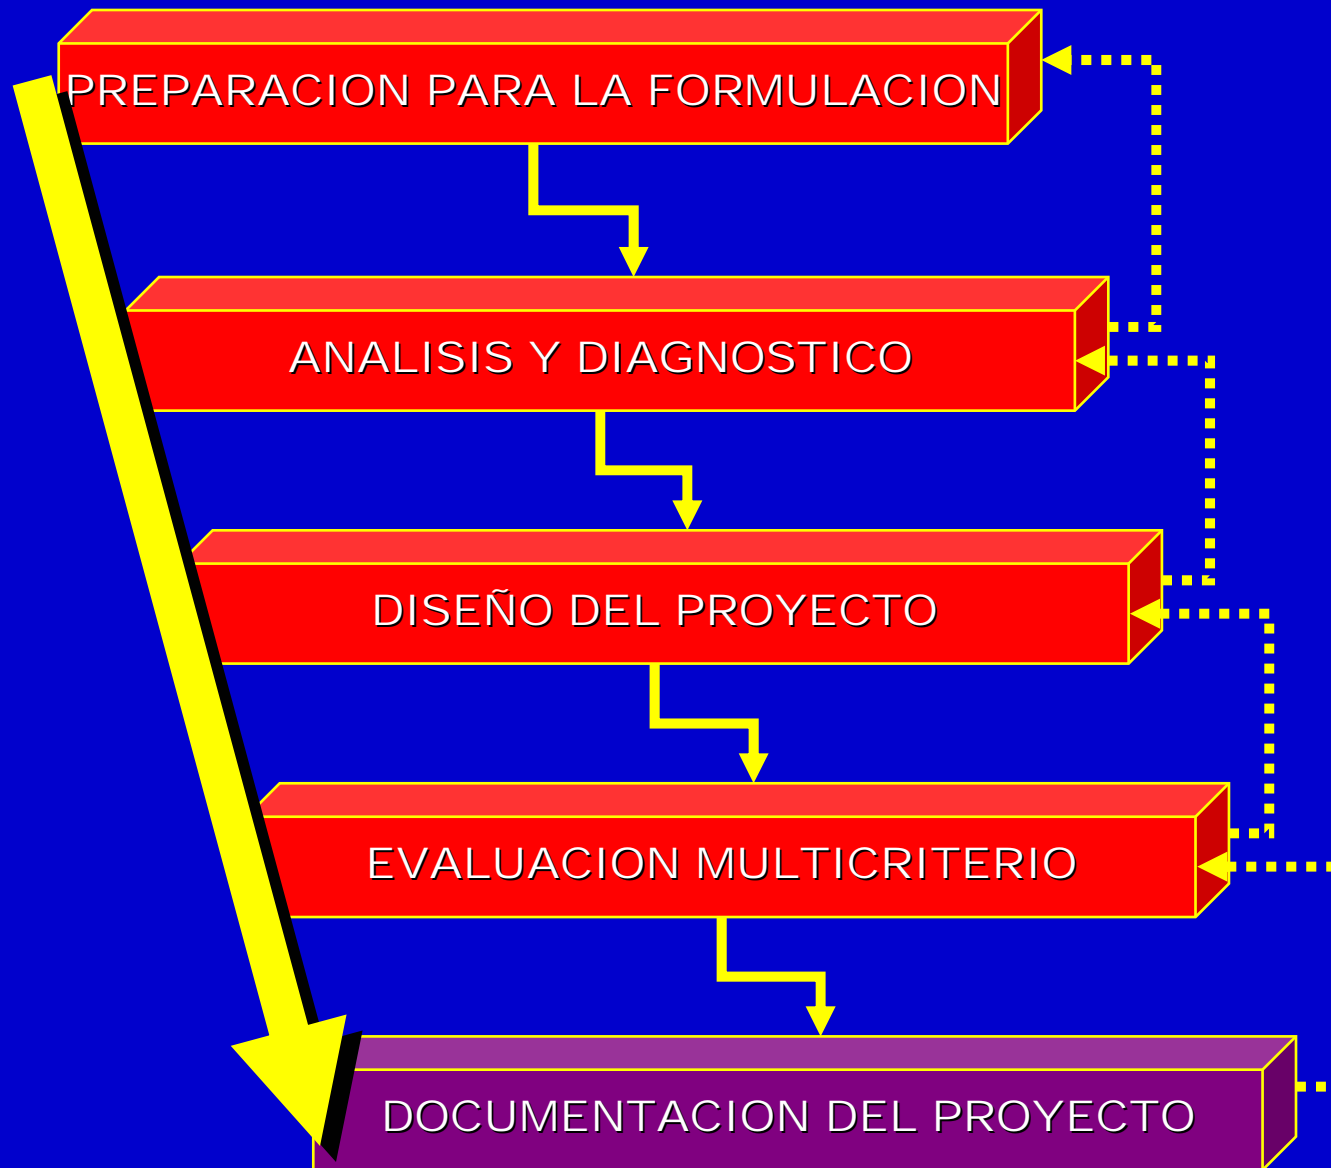 PREPARACION PARA LA FORMULACION
ANALISIS Y DIAGNOSTICO
DISEÑO DEL PROYECTO
EVALUACION MULTICRITERIO
DOCUMENTACION DEL PROYECTO